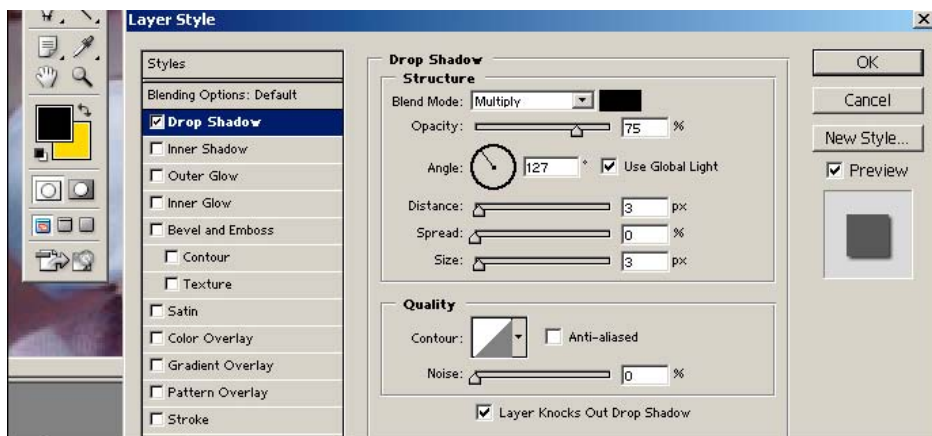 Layer Style
Styles
Blending Options: Default
Drop Shadow
Inner Shadow
Outer Glow
Inner Glow
Bevel and Emboss
Contour
Texture
Satin
Color Overlay
Gradient Overlay
Pattern Overlay
Stroke
Drop Shadow
Structure
Blend Mode: Multiply
Opacity: 75 %
Angle: 127 ° Use Global Light
Distance: 3 px
Spread: 0 %
Size: 3 px
Quality
Contour: Anti-aliased
Noise: 0 %
Layer Knocks Out Drop Shadow
OK
Cancel
New Style...
Preview